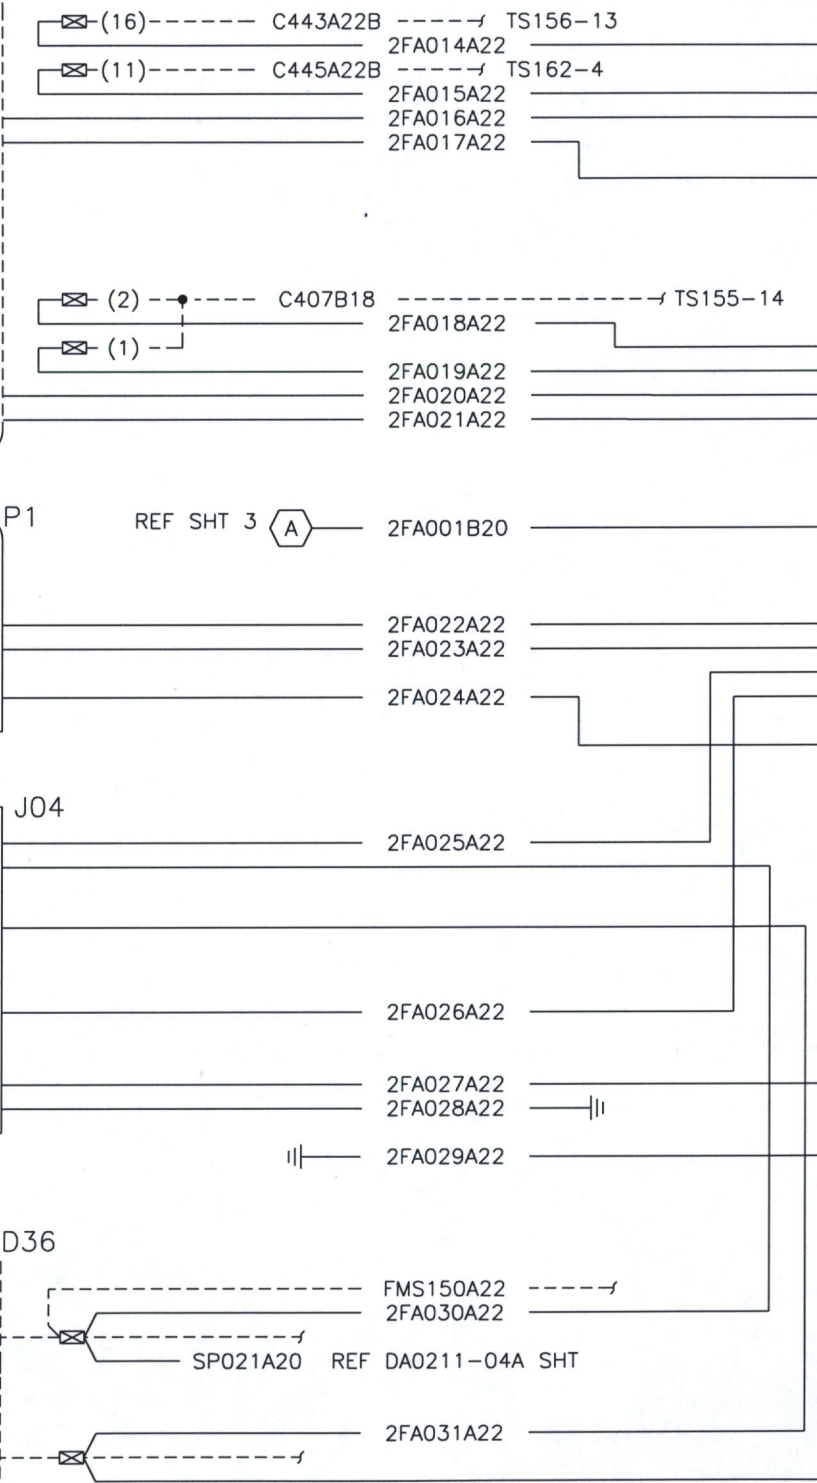 (16) C443A22B TS156-13
2FA014A22
(11) C445A22B TS162-4
2FA015A22
2FA016A22
2FA017A22
(2) C407B18 TS155-14
2FA018A22
(1)
2FA019A22
2FA020A22
2FA021A22
P1 REF SHT 3 A 2FA001B20
2FA022A22
2FA023A22
2FA024A22
J04
2FA025A22
2FA026A22
2FA027A22
2FA028A22
2FA029A22
D36
FMS150A22
2FA030A22
SP021A20 REF DA0211-04A SHT
2FA031A22